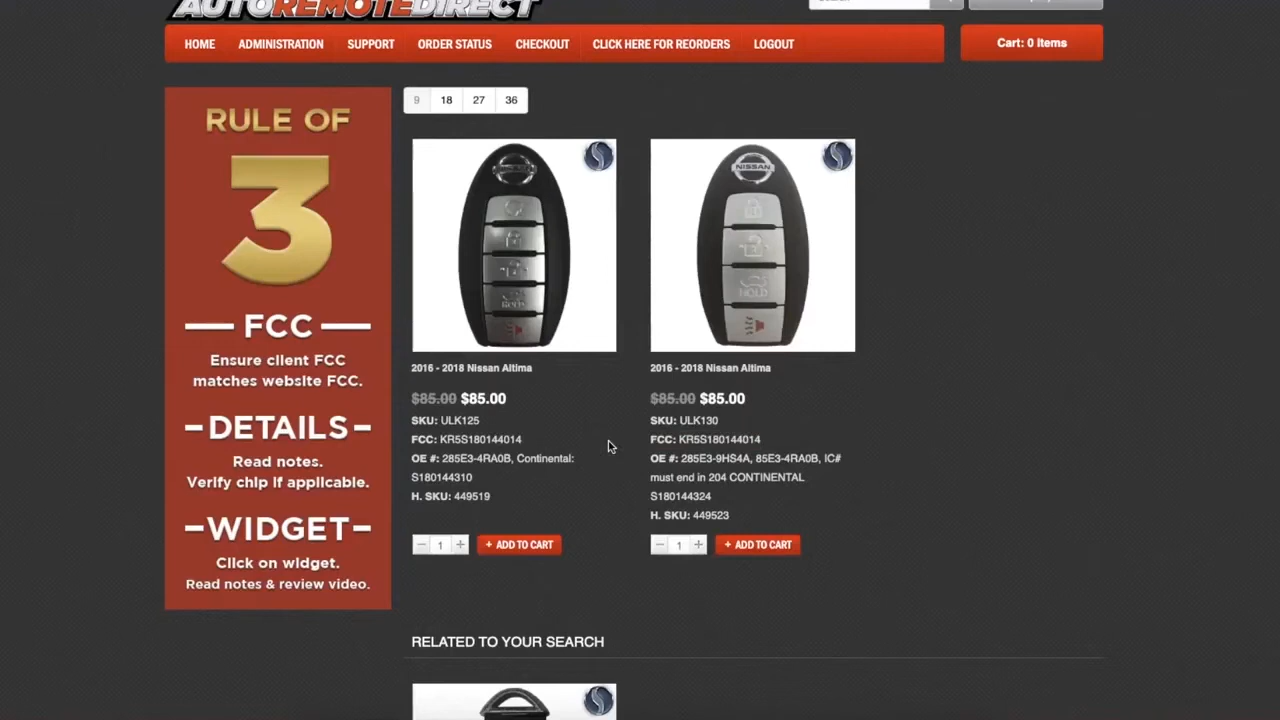 AUTOREMOTEDIRECT
HOME
ADMINISTRATION
SUPPORT
ORDER STATUS
CHECKOUT
CLICK HERE FOR REORDERS
LOGOUT
Cart: 0 Items
RULE OF
3
FCC
Ensure client FCC
matches website FCC.
-DETAILS-
Read notes.
Verify chip if applicable.
-WIDGET-
Click on widget.
Read notes & review video.
9 18 27 36
NISSAN
HOLD
2016 - 2018 Nissan Altima
$85.00 $85.00
SKU: ULK125
FCC: KR5S180144014
OE #: 285E3-4RA0B, Continental:
S180144310
H. SKU: 449519
− 1 +
+ ADD TO CART
NISSAN
HOLD
2016 - 2018 Nissan Altima
$85.00 $85.00
SKU: ULK130
FCC: KR5S180144014
OE #: 285E3-9HS4A, 85E3-4RA0B, IC#
must end in 204 CONTINENTAL
S180144324
H. SKU: 449523
− 1 +
+ ADD TO CART
RELATED TO YOUR SEARCH